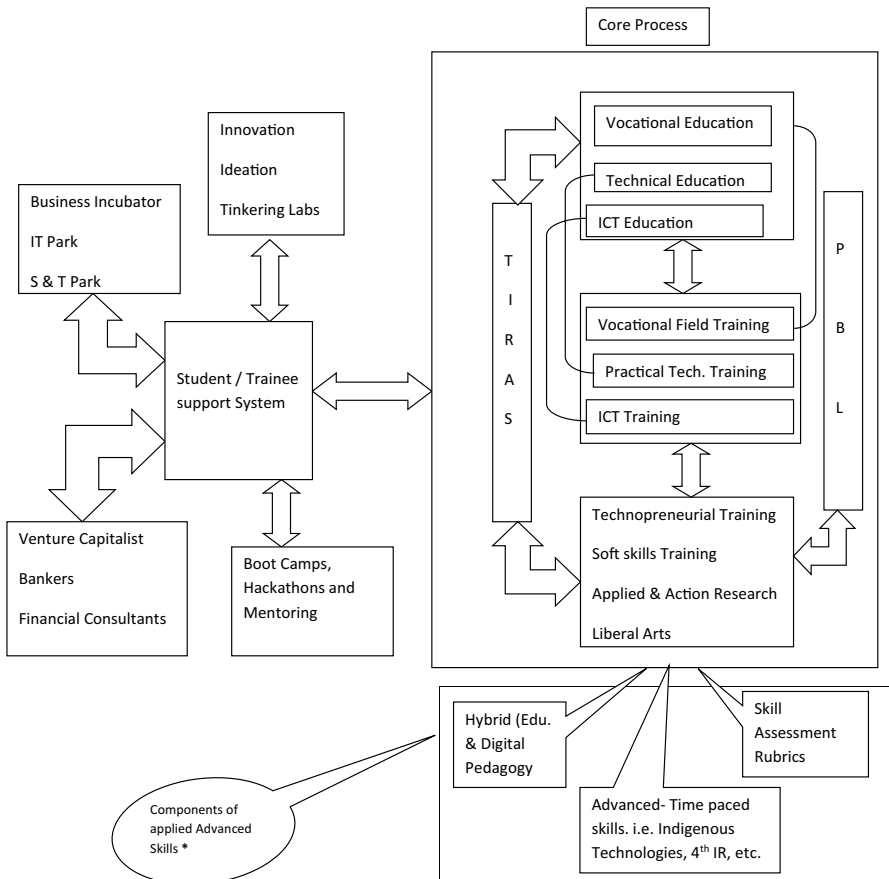 Core Process
Innovation
Ideation
Tinkering Labs
Business Incubator
IT Park
S & T Park
Student / Trainee
support System
Venture Capitalist
Bankers
Financial Consultants
Boot Camps,
Hackathons and
Mentoring
T
I
R
A
S
Vocational Education
Technical Education
ICT Education
Vocational Field Training
Practical Tech. Training
ICT Training
P
B
L
Technopreneurial Training
Soft skills Training
Applied & Action Research
Liberal Arts
Hybrid (Edu.
& Digital
Pedagogy
Advanced- Time paced
skills. i.e. Indigenous
Technologies, 4th IR, etc.
Skill
Assessment
Rubrics
Components of
applied Advanced
Skills *